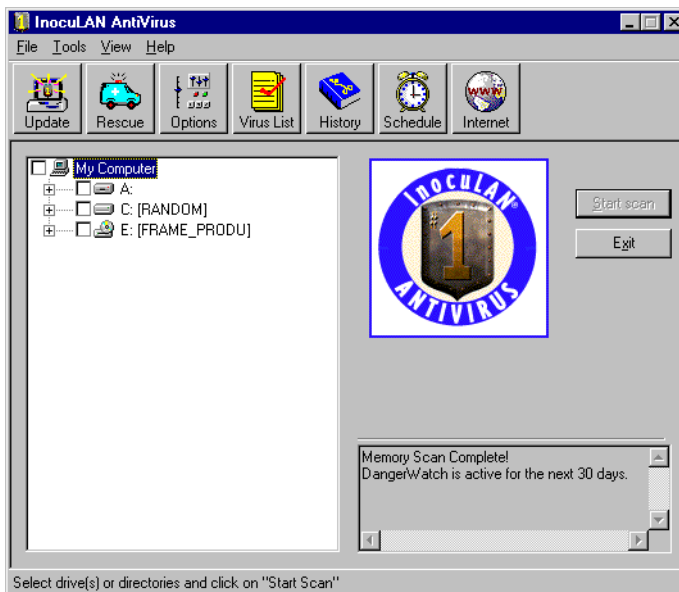 InocuLAN AntiVirus
File Tools View Help
Update Rescue Options Virus List History Schedule Internet
My Computer
A:
C: [RANDOM]
E: [FRAME_PRODU]
InocuLAN®
#1
ANTIVIRUS
Start scan
Exit
Memory Scan Complete!
DangerWatch is active for the next 30 days.
Select drive(s) or directories and click on "Start Scan"